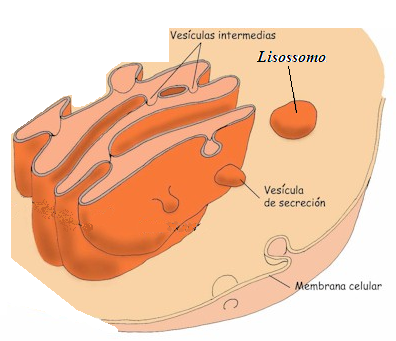 Vesículas intermedias
Lisossomo
Vesícula
de secreción
Membrana celular